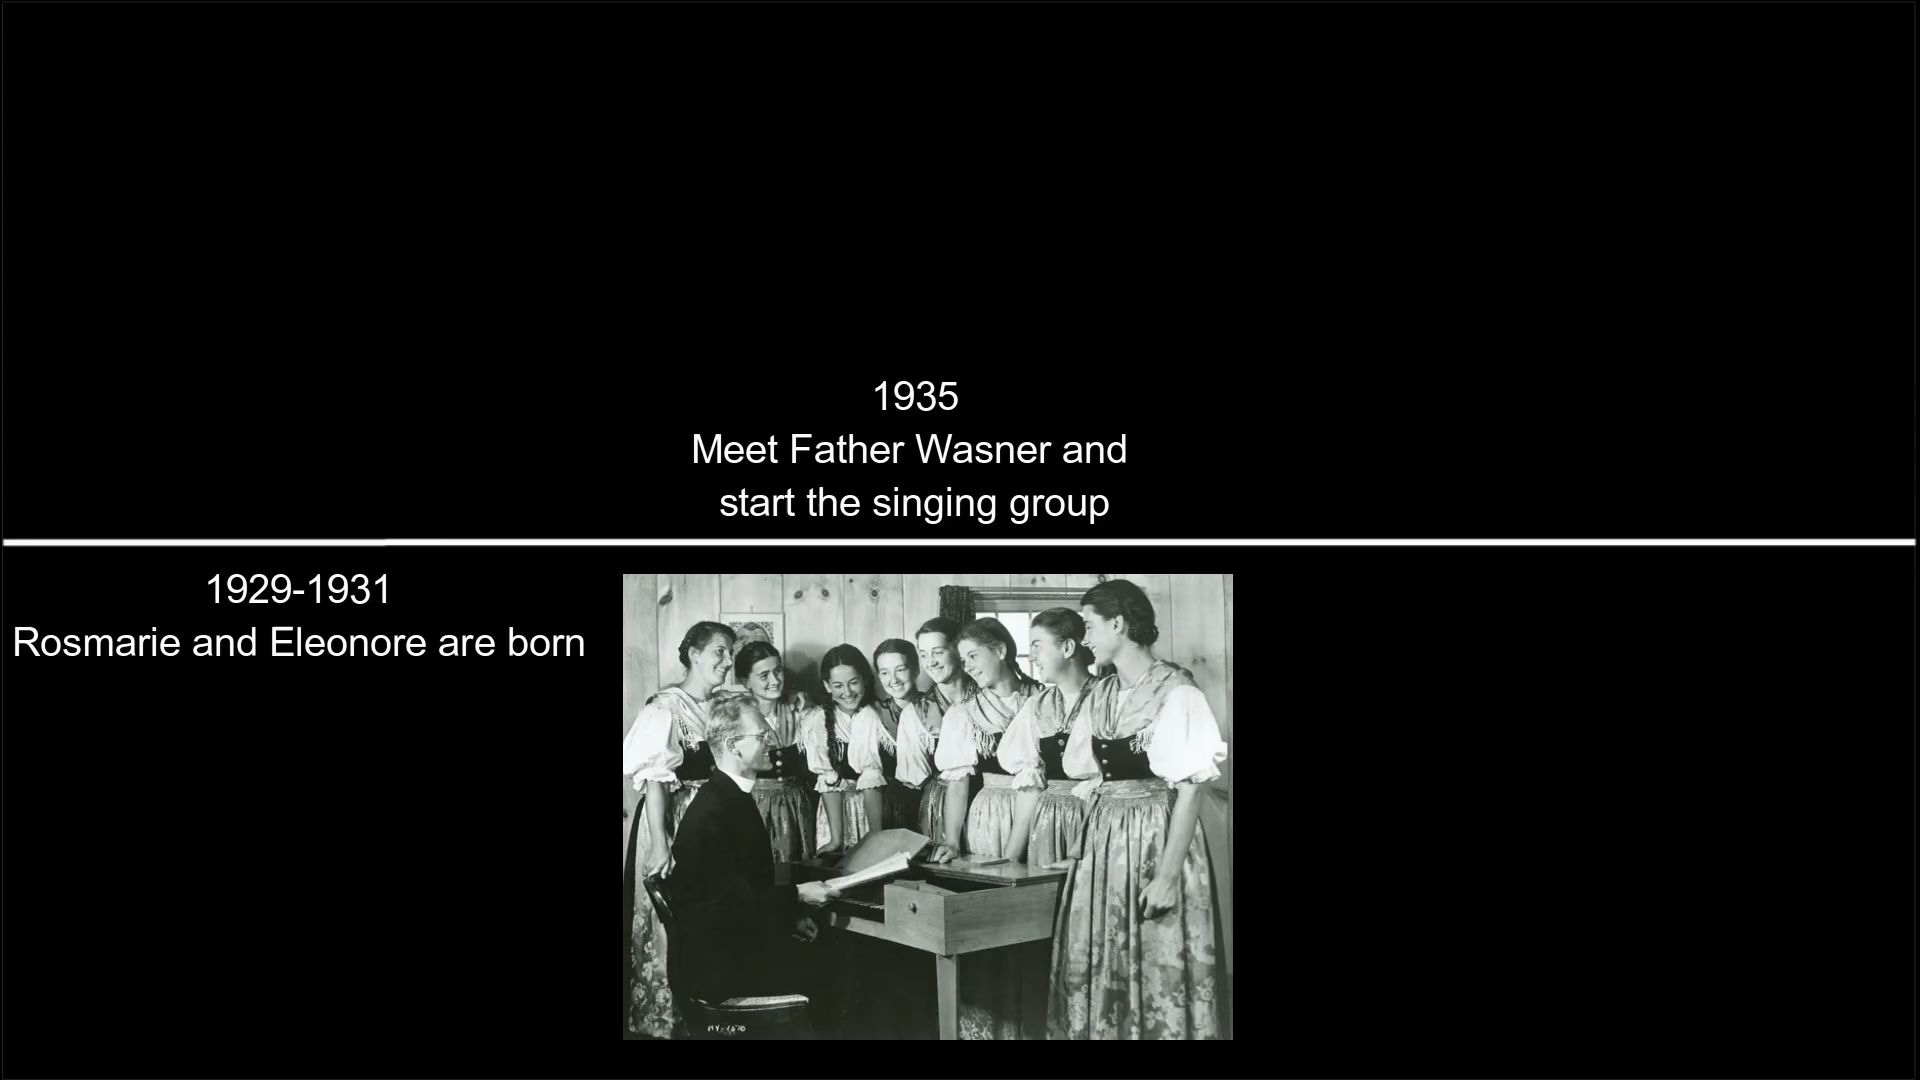 1935
Meet Father Wasner and
start the singing group
1929-1931
Rosmarie and Eleonore are born